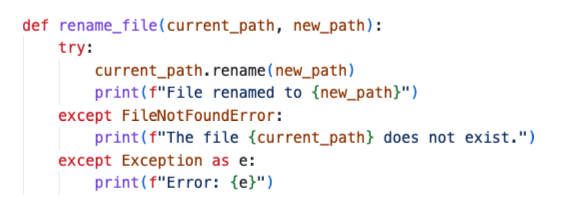 def rename_file(current_path, new_path):
    try:
        current_path.rename(new_path)
        print(f"File renamed to {new_path}")
    except FileNotFoundError:
        print(f"The file {current_path} does not exist.")
    except Exception as e:
        print(f"Error: {e}")